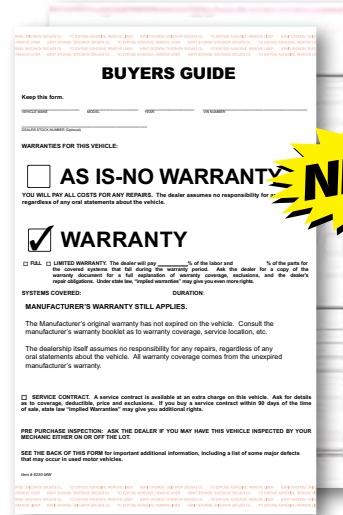 BUYERS GUIDE
Keep this form.
VEHICLE MAKE MODEL YEAR VIN NUMBER
DEALER STOCK NUMBER (Optional)
WARRANTIES FOR THIS VEHICLE:
AS IS-NO WARRANTY
YOU WILL PAY ALL COSTS FOR ANY REPAIRS. The dealer assumes no responsibility for any
regardless of any oral statements about the vehicle.
WARRANTY
FULL LIMITED WARRANTY. The dealer will pay ______% of the labor and % of the parts for
the covered systems that fail during the warranty period. Ask the dealer for a copy of the
warranty document for a full explanation of warranty coverage, exclusions, and the dealer's
repair obligations. Under state law, "implied warranties" may give you even more rights.
SYSTEMS COVERED: DURATION:
MANUFACTURER'S WARRANTY STILL APPLIES.
The Manufacturer's original warranty has not expired on the vehicle. Consult the
manufacturer's warranty booklet as to warranty coverage, service location, etc.
The dealership itself assumes no responsibility for any repairs, regardless of any
oral statements about the vehicle. All warranty coverage comes from the unexpired
manufacturer's warranty.
SERVICE CONTRACT. A service contract is available at an extra charge on this vehicle. Ask for details
as to coverage, deductible, price and exclusions. If you buy a service contract within 90 days of the time
of sale, state law "implied Warranties" may give you additional rights.
PRE PURCHASE INSPECTION: ASK THE DEALER IF YOU MAY HAVE THIS VEHICLE INSPECTED BY YOUR
MECHANIC EITHER ON OR OFF THE LOT.
SEE THE BACK OF THIS FORM for important additional information, including a list of some major defects
that may occur in used motor vehicles.